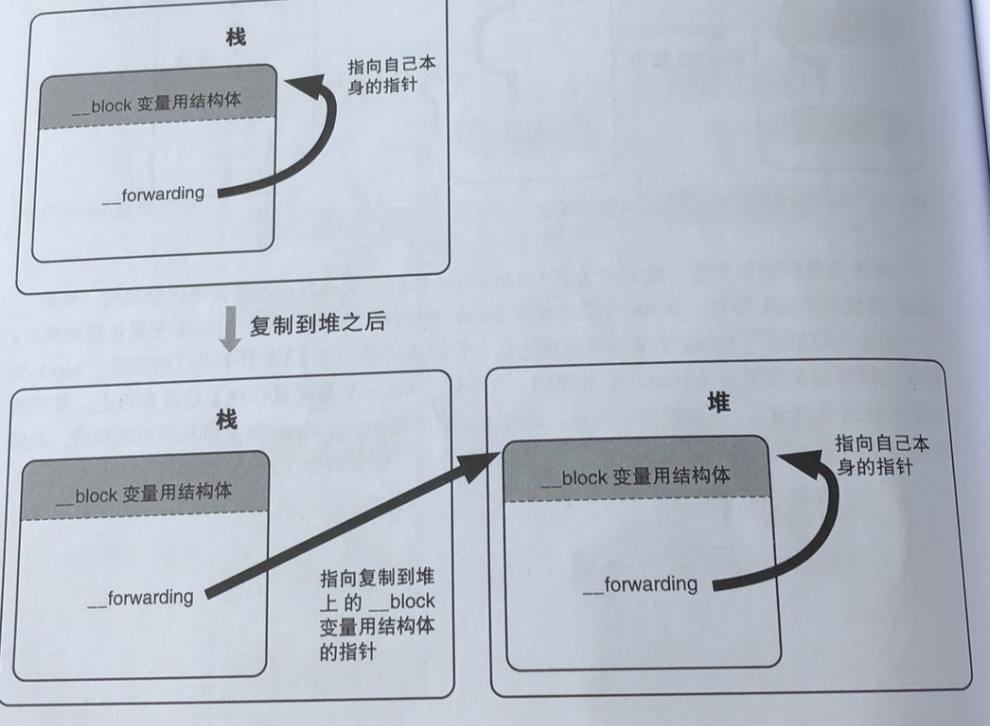 栈
指向自己本
身的指针
__block 变量用结构体
__forwarding
复制到堆之后
栈
__block 变量用结构体
__forwarding
指向复制到堆
上 的 __block
变量用结构体
的指针
堆
指向自己本
身的指针
__block 变量用结构体
__forwarding